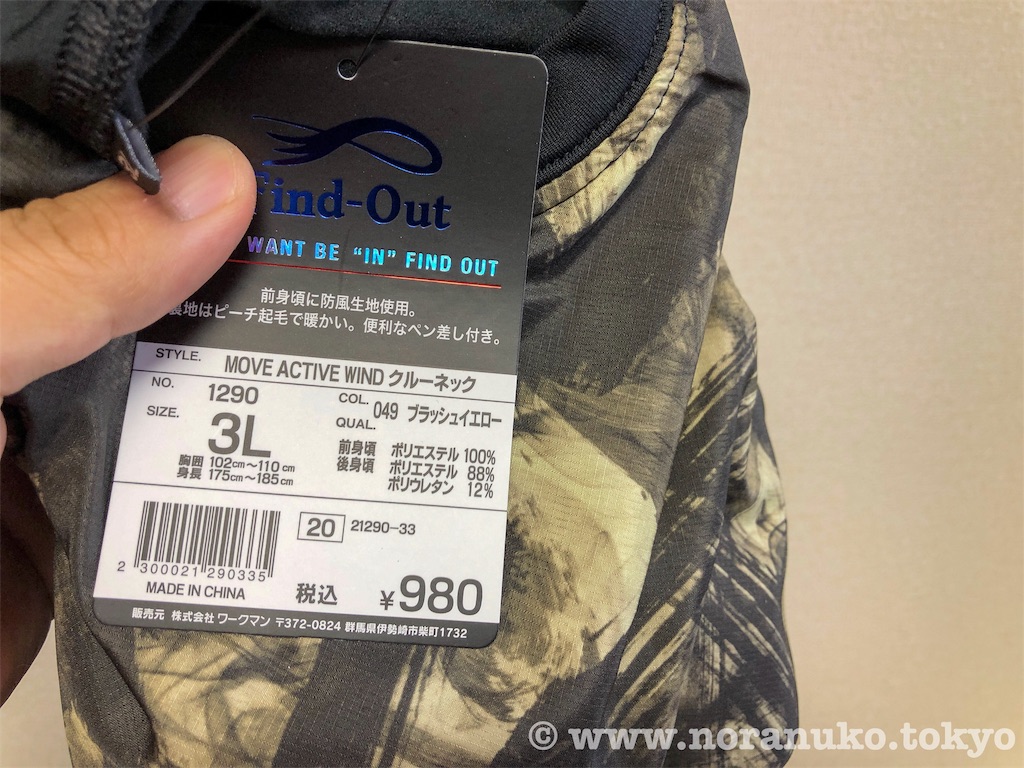 Find-Out
WANT BE “IN” FIND OUT
前身頃に防風生地使用。
裏地はピーチ起毛で暖かい。便利なペン差し付き。
STYLE. MOVE ACTIVE WIND クルーネック
NO. 1290
COL. 049 ブラッシュイエロー
SIZE. 3L
QUAL.
胸囲 102cm〜110cm
身長 175cm〜185cm
前身頃 ポリエステル 100%
後身頃 ポリエステル 88%
ポリウレタン 12%
20 21290-33
2 300021 290335
MADE IN CHINA
税込 ¥980
販売元 株式会社 ワークマン 〒372-0824 群馬県伊勢崎市柴町1732
© www.noranuko.tokyo